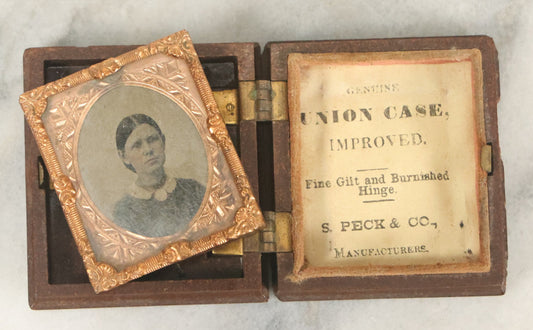 GENUINE
UNION CASE,
IMPROVED.
Fine Gilt and Burnished
Hinge.
S. PECK & CO.,
MANUFACTURERS.